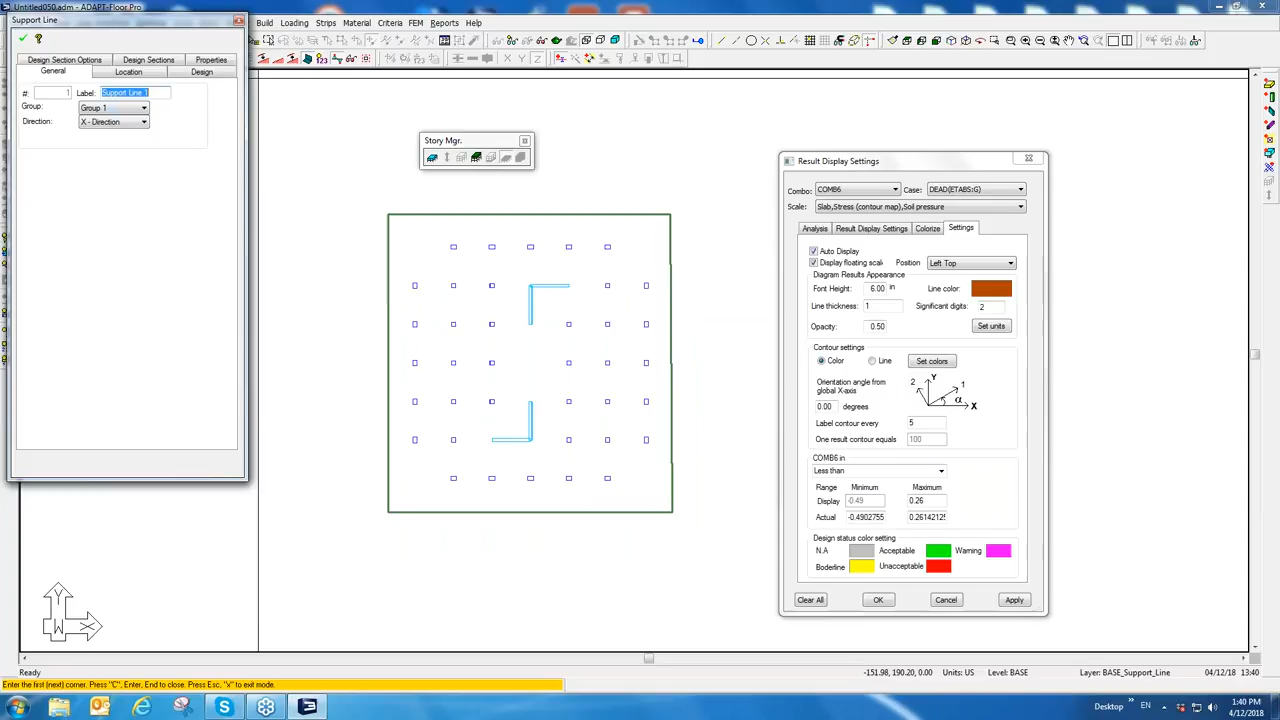 Untitled050.adm - ADAPT-Floor Pro
Support Line
Build Loading Strips Material Criteria FEM Reports Help
Design Section Options Design Sections Properties
General Location Design
#: 1 Label: Support Line 1
Group: Group 1
Direction: X - Direction
X Y Z
Story Mgr.
Result Display Settings
Combo: COMB6 Case: DEAD(ETABS:G)
Scale: Slab,Stress (contour map),Soil pressure
Analysis Result Display Settings Colorize Settings
Auto Display
Display floating scale Position Left Top
Diagram Results Appearance
Font Height: 6.00 in Line color:
Line thickness: 1 Significant digits: 2
Opacity: 0.50 Set units
Contour settings
Color Line Set colors
Orientation angle from
global X-axis
0.00 degrees
Y 2 1 α X
Label contour every 5
One result contour equals 100
COMB6 in
Less than
Range Minimum Maximum
Display -0.49 0.26
Actual -0.4902755 0.2614212
Design status color setting
N.A Acceptable Warning
Boderline Unacceptable
Clear All OK Cancel Apply
Y W X
Ready -151.98, 190.20, 0.00 Units: US Level: BASE Layer: BASE_Support_Line 04/12/18 13:40
Enter the first (next) corner. Press "C", Enter, End to close. Press Esc, "x" to exit mode.
Desktop » EN 1:40 PM
4/12/2018